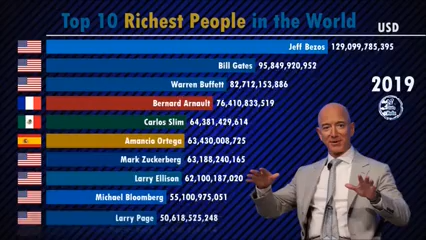 Top 10 Richest People in the World
USD
Jeff Bezos 129,099,785,395
Bill Gates 95,849,920,952
Warren Buffett 82,712,153,886
2019
Bernard Arnault 76,410,833,519
Carlos Slim 64,381,429,614
Amancio Ortega 63,430,008,725
Mark Zuckerberg 63,188,240,165
Larry Ellison 62,100,187,020
Michael Bloomberg 55,100,975,051
Larry Page 50,618,525,248